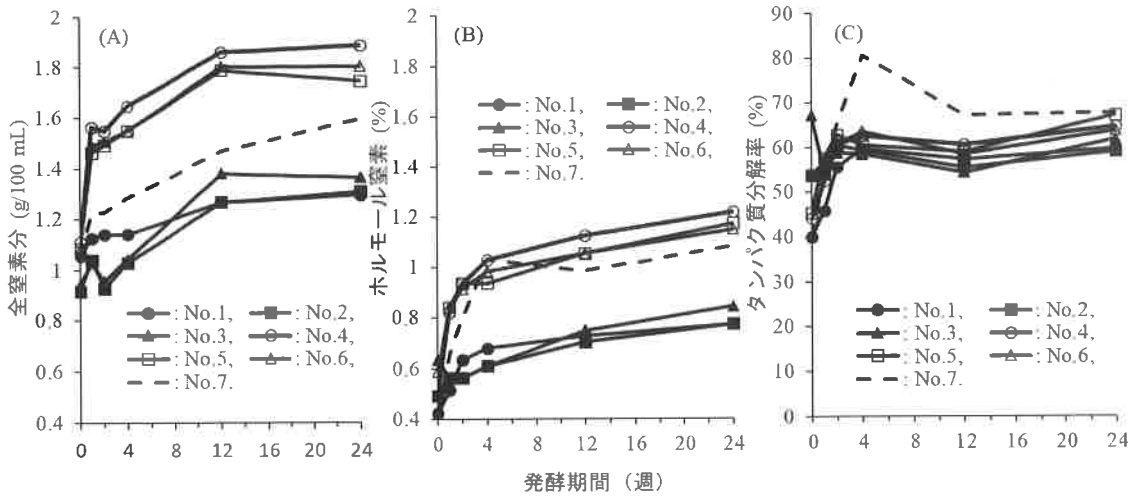 (A)
全窒素分 (g/100 mL)
2
1.8
1.6
1.4
1.2
1
0.8
0.6
0.4
0 4 8 12 16 20 24
: No.1, : No.2,
: No.3, : No.4,
: No.5, : No.6,
: No.7.
(B)
ホルモール窒素 (%)
2
1.8
1.6
1.4
1.2
1
0.8
0.6
0.4
0 4 8 12 16 20 24
: No.1, : No.2,
: No.3, : No.4,
: No.5, : No.6,
: No.7.
(C)
タンパク質分解率 (%)
90
80
70
60
50
40
30
20
10
0
0 4 8 12 16 20 24
: No.1, : No.2,
: No.3, : No.4,
: No.5, : No.6,
: No.7.
発酵期間（週）